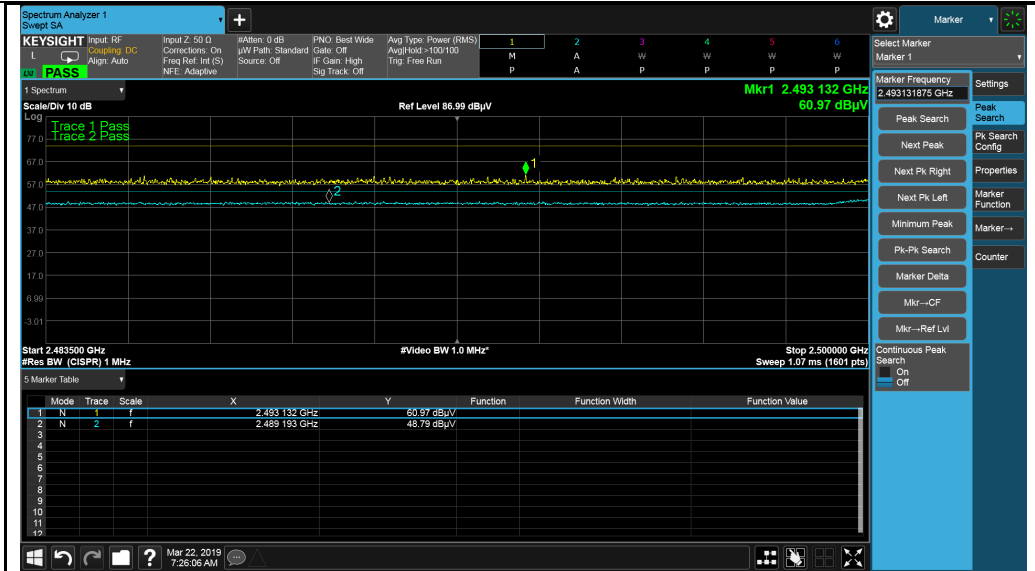 Spectrum Analyzer 1
Swept SA
+
Marker
KEYSIGHT
L
LXI
PASS
Input: RF
Coupling: DC
Align: Auto
Input Z: 50 Ω
Corrections: On
Freq Ref: Int (S)
NFE: Adaptive
#Atten: 0 dB
µW Path: Standard
Source: Off
PNO: Best Wide
Gate: Off
IF Gain: High
Sig Track: Off
Avg Type: Power (RMS)
Avg|Hold:>100/100
Trig: Free Run
1 2 3 4 5 6
M A W W W W
P A P P P P
Select Marker
Marker 1
1 Spectrum
Scale/Div 10 dB
Log
Ref Level 86.99 dBµV
Mkr1 2.493 132 GHz
60.97 dBµV
Trace 1 Pass
Trace 2 Pass
77.0
67.0
57.0
47.0
37.0
27.0
17.0
6.99
-3.01
1
2
Start 2.483500 GHz
#Res BW (CISPR) 1 MHz
#Video BW 1.0 MHz*
Stop 2.500000 GHz
Sweep 1.07 ms (1601 pts)
5 Marker Table
Mode Trace Scale X Y Function Function Width Function Value
1 N 1 f 2.493 132 GHz 60.97 dBµV
2 N 2 f 2.489 193 GHz 48.79 dBµV
3
4
5
6
7
8
9
10
11
12
Marker Frequency
2.493131875 GHz
Peak Search
Next Peak
Next Pk Right
Next Pk Left
Minimum Peak
Pk-Pk Search
Marker Delta
Mkr→CF
Mkr→Ref Lvl
Continuous Peak
Search
On
Off
Settings
Peak
Search
Pk Search
Config
Properties
Marker
Function
Marker→
Counter
?
Mar 22, 2019
7:26:06 AM